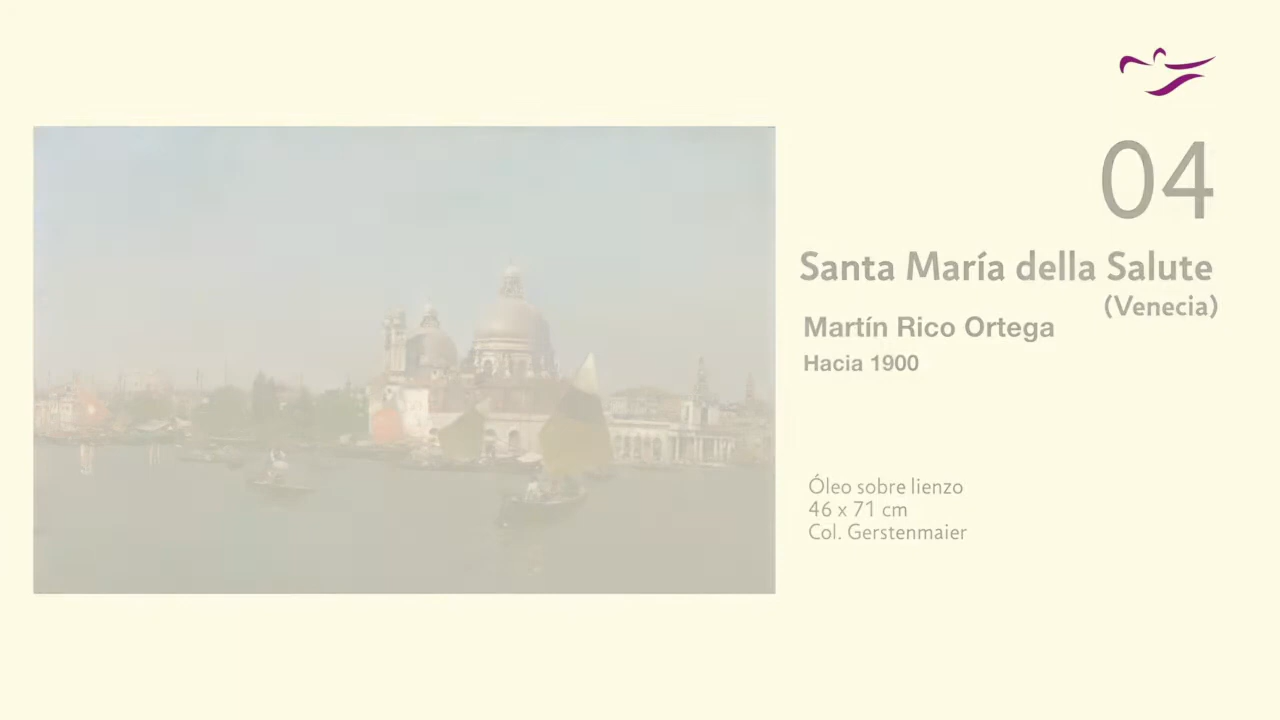 04
Santa María della Salute
(Venecia)
Martín Rico Ortega
Hacia 1900
Óleo sobre lienzo
46 x 71 cm
Col. Gerstenmaier